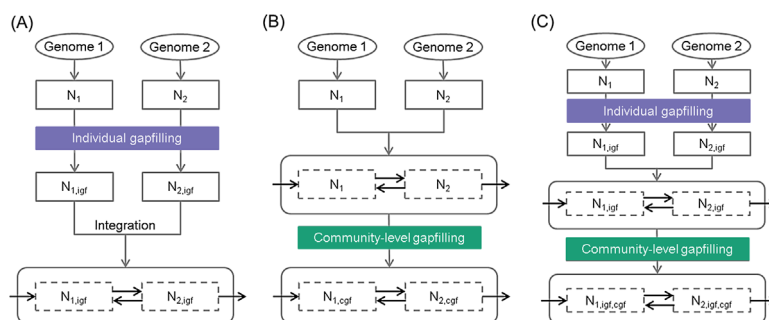 (A)
Genome 1 Genome 2
N1 N2
Individual gapfilling
N1,igf N2,igf
Integration
N1,igf N2,igf
(B)
Genome 1 Genome 2
N1 N2
N1 N2
Community-level gapfilling
N1,cgf N2,cgf
(C)
Genome 1 Genome 2
N1 N2
Individual gapfilling
N1,igf N2,igf
N1,igf N2,igf
Community-level gapfilling
N1,igf,cgf N2,igf,cgf